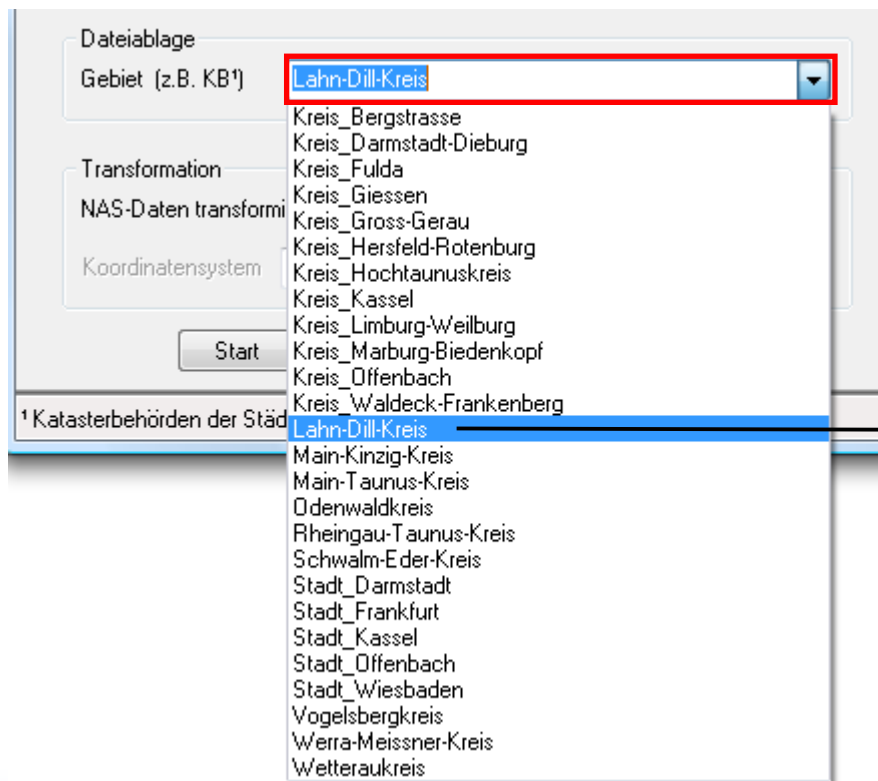 Dateiablage
Gebiet (z.B. KB¹)
Lahn-Dill-Kreis
Kreis_Bergstrasse
Kreis_Darmstadt-Dieburg
Kreis_Fulda
Kreis_Giessen
Kreis_Gross-Gerau
Kreis_Hersfeld-Rotenburg
Kreis_Hochtaunuskreis
Kreis_Kassel
Kreis_Limburg-Weilburg
Kreis_Marburg-Biedenkopf
Kreis_Offenbach
Kreis_Waldeck-Frankenberg
Lahn-Dill-Kreis
Main-Kinzig-Kreis
Main-Taunus-Kreis
Odenwaldkreis
Rheingau-Taunus-Kreis
Schwalm-Eder-Kreis
Stadt_Darmstadt
Stadt_Frankfurt
Stadt_Kassel
Stadt_Offenbach
Stadt_Wiesbaden
Vogelsbergkreis
Werra-Meissner-Kreis
Wetteraukreis
Transformation
NAS-Daten transformi
Koordinatensystem
Start
¹ Katasterbehörden der Städ